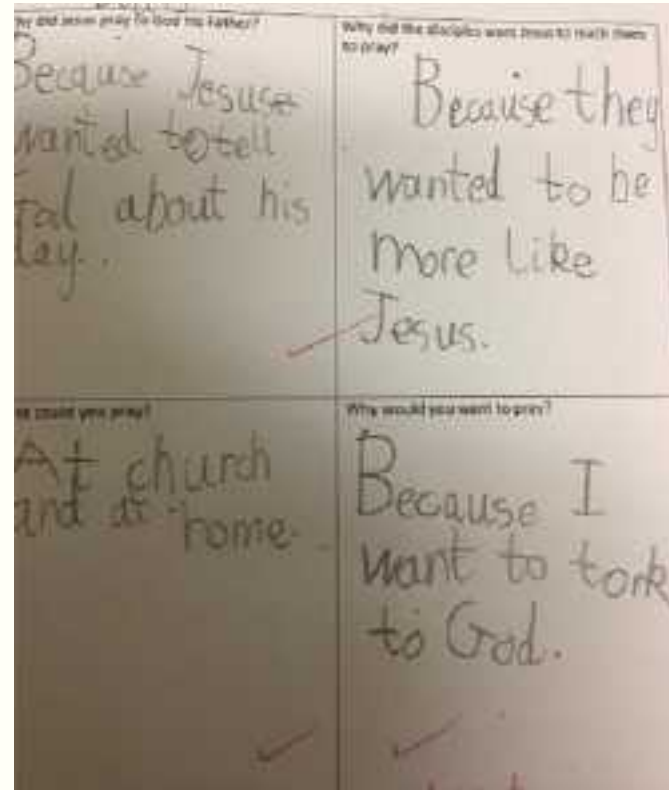 did Jesus pray to God his Father?
Because Jesuse
wanted to tell
about his
day.
Why did the disciples want Jesus to teach them
to pray?
Because they
wanted to be
more like
Jesus.
could you pray?
At church
and at home.
Why would you want to pray?
Because I
want to tork
to God.